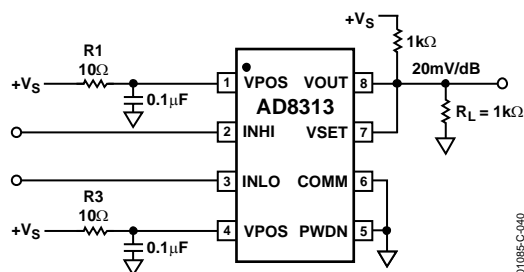 +VS
1kΩ
R1
10Ω
+VS
0.1µF
1 VPOS VOUT 8
20mV/dB
AD8313
RL = 1kΩ
2 INHI VSET 7
3 INLO COMM 6
R3
10Ω
+VS
4 VPOS PWDN 5
0.1µF
01085-C-040